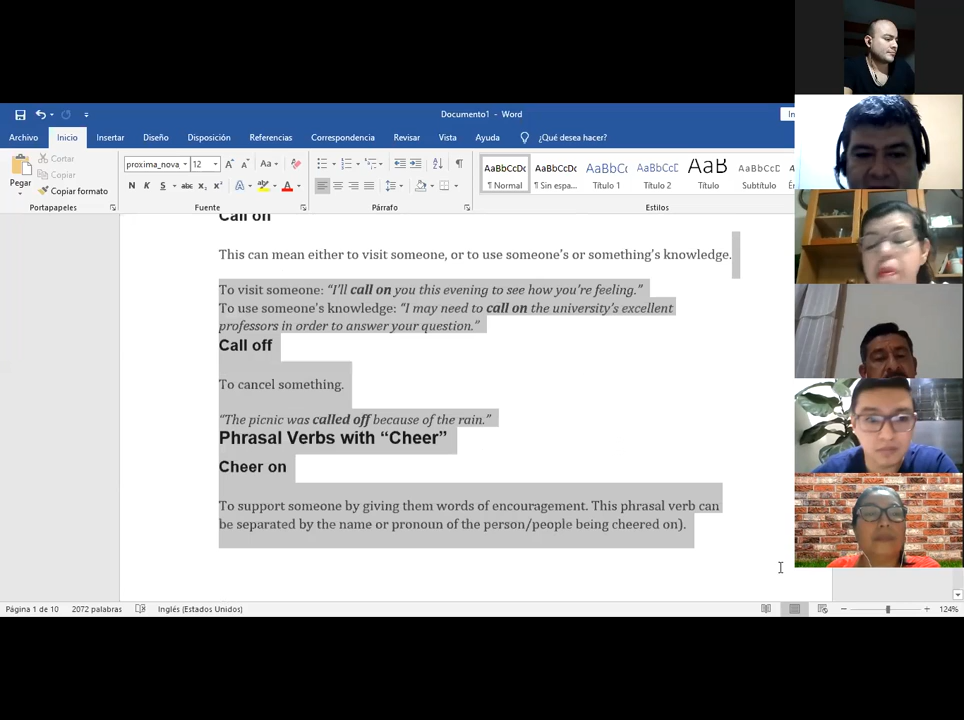 Documento1 - Word
In
Archivo Inicio Insertar Diseño Disposición Referencias Correspondencia Revisar Vista Ayuda ¿Qué desea hacer?
Pegar
Cortar
Copiar
Copiar formato
Portapapeles
proxima_nova 12
N K S abc x₂ x²
Fuente
Párrafo
AaBbCcDc AaBbCcDc AaBbCcD AaBbCcD AaB AaBbCcD
¶ Normal ¶ Sin espa... Título 1 Título 2 Título Subtítulo
Estilos
Call on
This can mean either to visit someone, or to use someone's or something's knowledge.
To visit someone: “I'll call on you this evening to see how you're feeling.”
To use someone's knowledge: “I may need to call on the university's excellent
professors in order to answer your question.”
Call off
To cancel something.
“The picnic was called off because of the rain.”
Phrasal Verbs with “Cheer”
Cheer on
To support someone by giving them words of encouragement. This phrasal verb can
be separated by the name or pronoun of the person/people being cheered on).
Página 1 de 10 2072 palabras Inglés (Estados Unidos) 124%